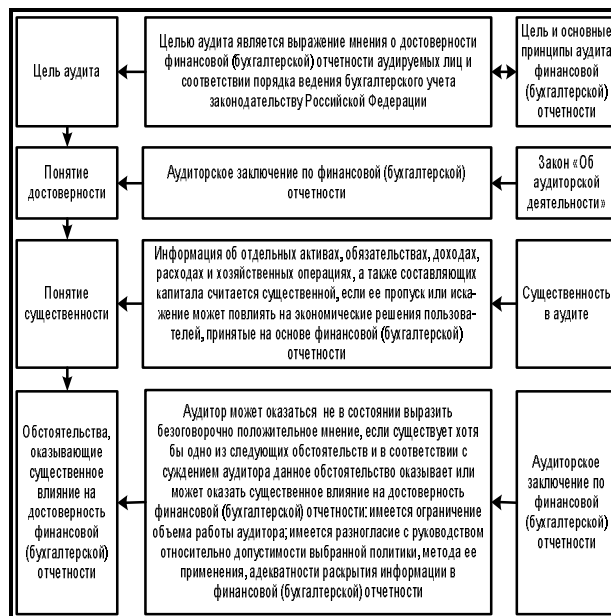 Цель аудита
Целью аудита является выражение мнения о достоверности
финансовой (бухгалтерской) отчетности аудируемых лиц и
соответствии порядка ведения бухгалтерского учета
законодательству Российской Федерации
Цель и основные
принципы аудита
финансовой
(бухгалтерской)
отчетности
Понятие
достоверности
Аудиторское заключение по финансовой (бухгалтерской)
отчетности
Закон «Об
аудиторской
деятельности»
Понятие
существенности
Информация об отдельных активах, обязательствах, доходах,
расходах и хозяйственных операциях, а также составляющих
капитала считается существенной, если ее пропуск или иска-
жение может повлиять на экономические решения пользова-
телей, принятые на основе финансовой (бухгалтерской)
отчетности
Существенность
в аудите
Обстоятельства,
оказывающие
существенное
влияние на
достоверность
финансовой
(бухгалтерской)
отчетности
Аудитор может оказаться не в состоянии выразить
безоговорочно положительное мнение, если существует хотя
бы одно из следующих обстоятельств и в соответствии с
суждением аудитора данное обстоятельство оказывает или
может оказать существенное влияние на достоверность
финансовой (бухгалтерской) отчетности: имеется ограничение
объема работы аудитора; имеется разногласие с руководством
относительно допустимости выбранной политики, метода ее
применения, адекватности раскрытия информации в
финансовой (бухгалтерской) отчетности
Аудиторское
заключение по
финансовой
(бухгалтерской)
отчетности